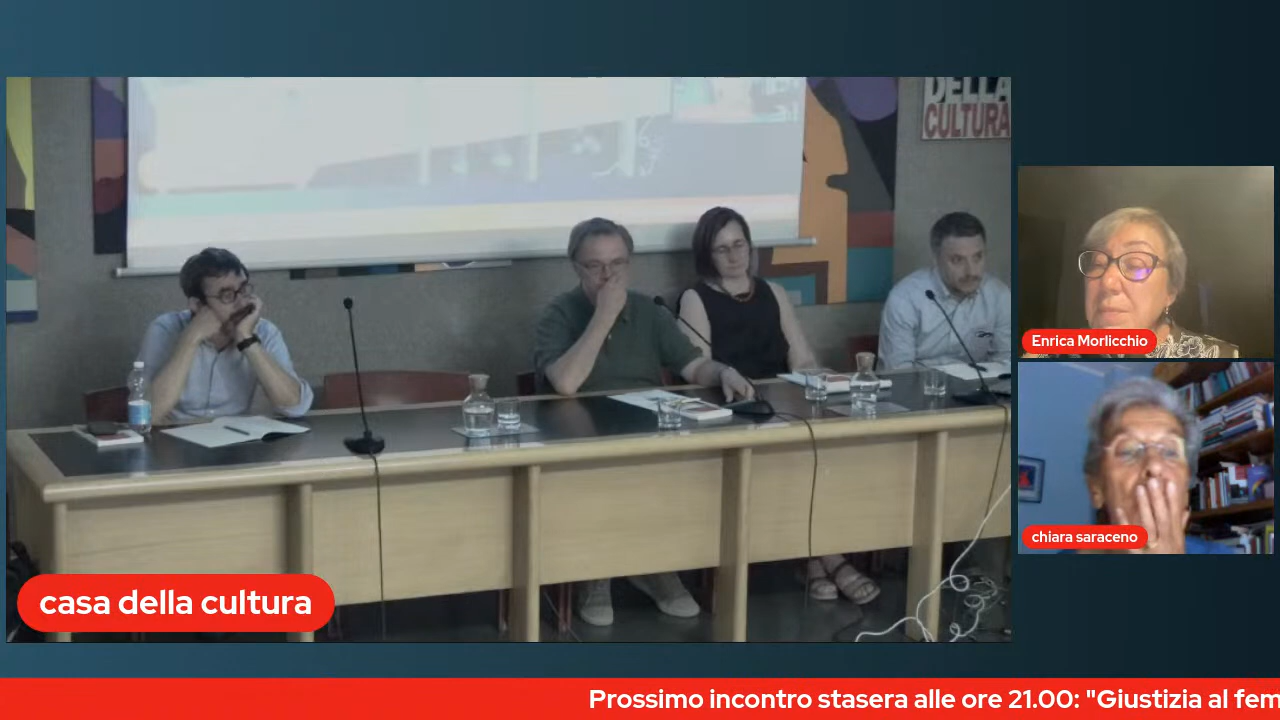 DELLA
CULTURA
Enrica Morlicchio
chiara saraceno
casa della cultura
Prossimo incontro stasera alle ore 21.00: "Giustizia al fem